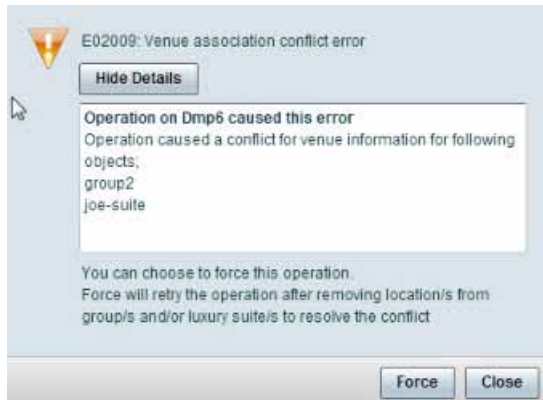 E02009: Venue association conflict error
Hide Details
Operation on Dmp6 caused this error
Operation caused a conflict for venue information for following
objects;
group2
joe-suite
You can choose to force this operation.
Force will retry the operation after removing location/s from
group/s and/or luxury suite/s to resolve the conflict
Force
Close